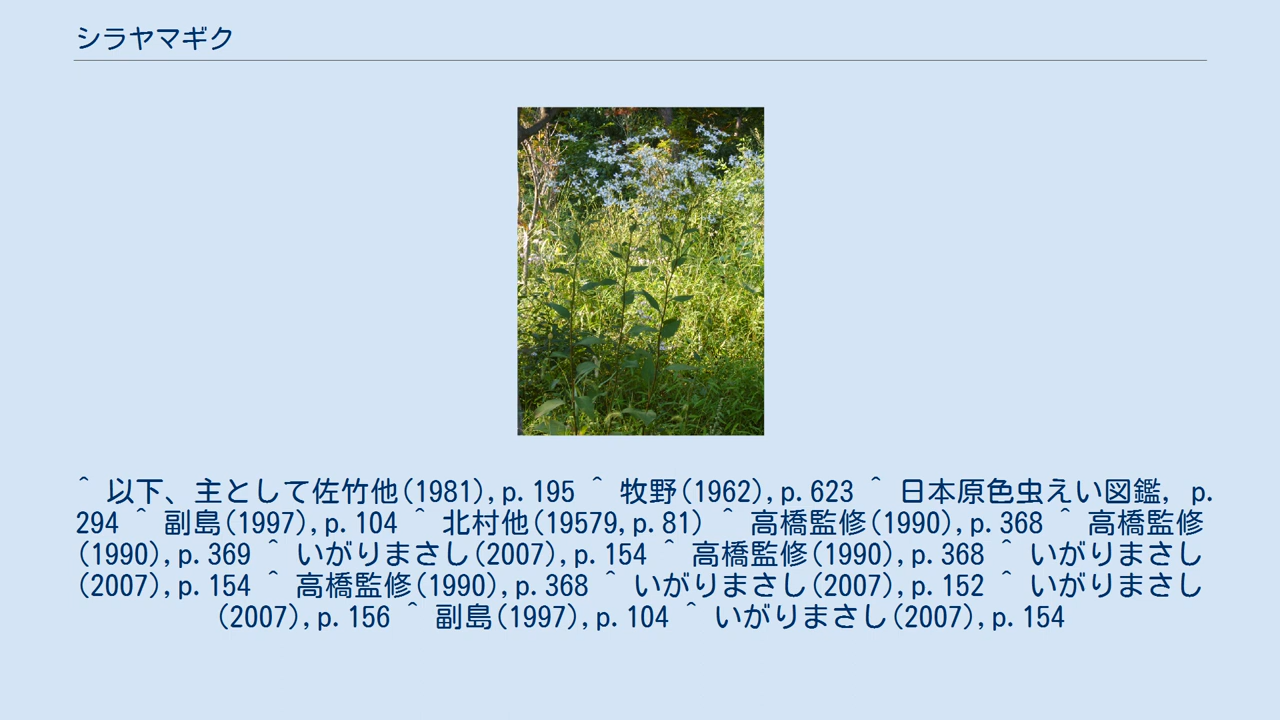 シラヤマギク
^ 以下、主として佐竹他(1981),p.195 ^ 牧野(1962),p.623 ^ 日本原色虫えい図鑑, p.
294 ^ 副島(1997),p.104 ^ 北村他(19579,p.81) ^ 高橋監修(1990),p.368 ^ 高橋監修
(1990),p.369 ^ いがりまさし(2007),p.154 ^ 高橋監修(1990),p.368 ^ いがりまさし
(2007),p.154 ^ 高橋監修(1990),p.368 ^ いがりまさし(2007),p.152 ^ いがりまさし
(2007),p.156 ^ 副島(1997),p.104 ^ いがりまさし(2007),p.154